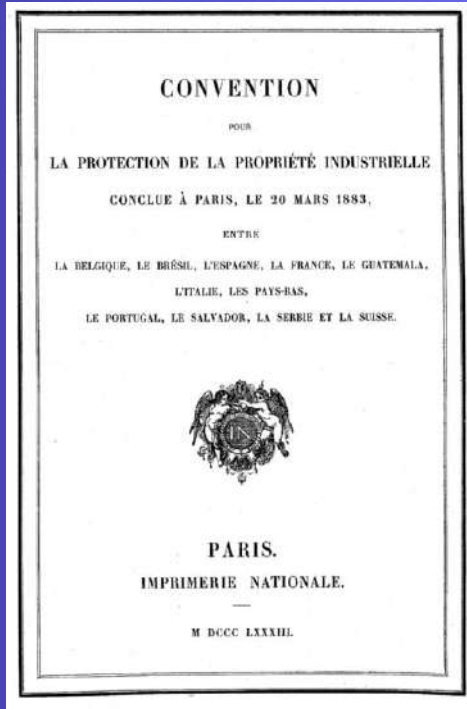 CONVENTION
POUR
LA PROTECTION DE LA PROPRIÉTÉ INDUSTRIELLE
CONCLUE À PARIS, LE 20 MARS 1883,
ENTRE
LA BELGIQUE, LE BRÉSIL, L'ESPAGNE, LA FRANCE, LE GUATEMALA,
L'ITALIE, LES PAYS-BAS,
LE PORTUGAL, LE SALVADOR, LA SERBIE ET LA SUISSE.
IN
PARIS.
IMPRIMERIE NATIONALE.
M DCCC LXXXIII.